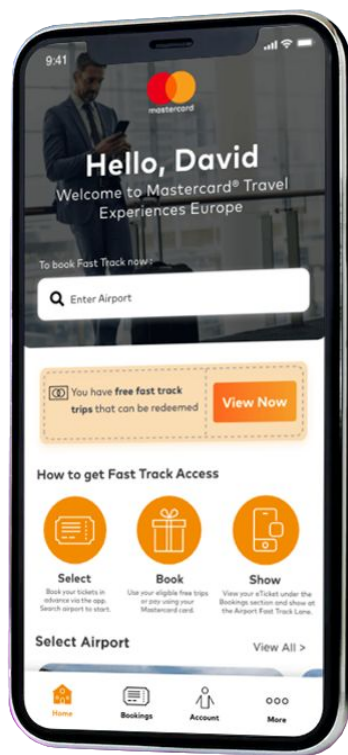 9:41
mastercard
Hello, David
Welcome to Mastercard® Travel
Experiences Europe
To book Fast Track now :
Enter Airport
You have free fast track
trips that can be redeemed
View Now
How to get Fast Track Access
Select
Book your tickets in
advance via the app.
Search airport to start.
Book
Use your eligible free trips
or pay using your
Mastercard card.
Show
View your eTicket under the
Bookings section and show at
the Airport Fast Track Lane.
Select Airport
View All >
Home
Bookings
Account
More